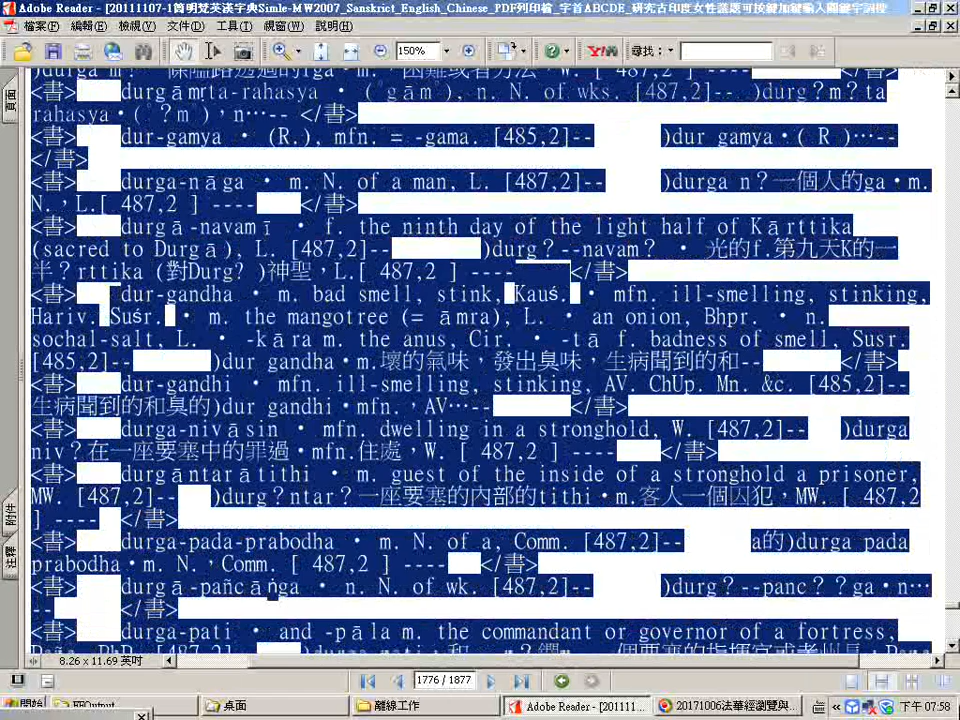 Adobe Reader - [20111107-1簡明梵英漢字典Simle-MW2007_Sanskrict_English_Chinese_PDF列印檔_字首ABCDE_研究古印度女性議題可按鍵加鍵輸入關鍵字詞搜
檔案(F) 編輯(E) 檢視(V) 文件(D) 工具(T) 視窗(W) 說明(H)
150% 尋找：
頁面
<書> durgāmṛta-rahasya • (°gām), n. N. of wks. [487,2]-- )durg?m?ta
rahasya•(°?m ), n…-- </書>
<書> dur-gamya • (R.), mfn. = -gama. [485,2]-- )dur gamya•( R )…--
</書>
<書> durga-nāga • m. N. of a man, L. [487,2]-- )durga n？一個人的ga•m.
N.，L.[ 487,2 ] ---- </書>
<書> durgā-navamī • f. the ninth day of the light half of Kārttika
(sacred to Durgā), L. [487,2]-- )durg？--navam？ • 光的f.第九天K的一
半？rttika (對Durg? )神聖，L.[ 487,2 ] ---- </書>
<書> dur-gandha • m. bad smell, stink, Kauś. • mfn. ill-smelling, stinking,
Hariv. Suśr. • m. the mangotree (= āmra), L. • an onion, Bhpr. • n.
sochal-salt, L. • -kāra m. the anus, Cir. • -tā f. badness of smell, Susr.
[485,2]-- )dur gandha•m.壞的氣味，發出臭味，生病聞到的和-- </書>
<書> dur-gandhi • mfn. ill-smelling, stinking, AV. ChUp. Mn. &c. [485,2]--
生病聞到的和臭的)dur gandhi•mfn.，AV…-- </書>
<書> durga-nivāsin • mfn. dwelling in a stronghold, W. [487,2]-- )durga
niv？在一座要塞中的罪過•mfn.住處，W. [ 487,2 ] ---- </書>
<書> durgāntarātithi • m. guest of the inside of a stronghold a prisoner,
MW. [487,2]-- )durg？ntar？一座要塞的內部的tithi•m.客人一個囚犯，MW. [ 487,2
] ---- </書>
<書> durga-pada-prabodha • m. N. of a, Comm. [487,2]-- a的)durga pada
prabodha•m. N.，Comm. [ 487,2 ] ---- </書>
<書> durgā-pañcāṅga • n. N. of wk. [487,2]-- )durg？--panc？？ga•n…
-- </書>
<書> durga-pati • and -pāla m. the commandant or governor of a fortress,
附件
注釋
8.26 x 11.69 英吋
1776 / 1877
開始 FFOutput 桌面 離線工作 Adobe Reader - [201111... 20171006法華經瀏覽與... 下午 07:58